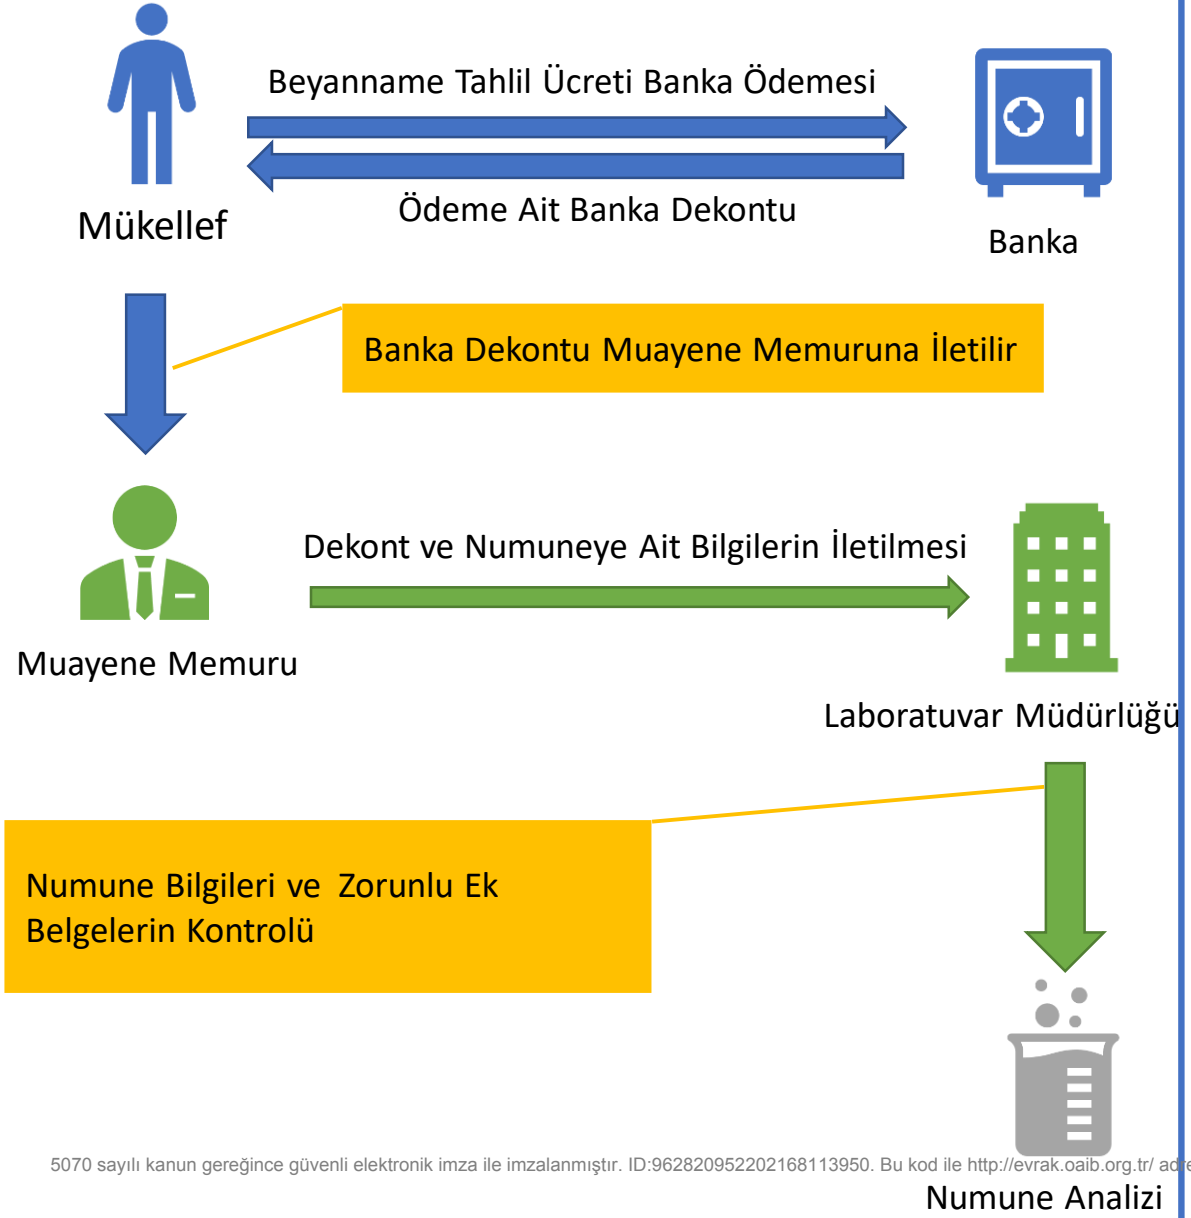 Beyanname Tahlil Ücreti Banka Ödemesi
Ödeme Ait Banka Dekontu
Mükellef
Banka
Banka Dekontu Muayene Memuruna İletilir
Dekont ve Numuneye Ait Bilgilerin İletilmesi
Muayene Memuru
Laboratuvar Müdürlüğü
Numune Bilgileri ve Zorunlu Ek
Belgelerin Kontrolü
5070 sayılı kanun gereğince güvenli elektronik imza ile imzalanmıştır. ID:962820952202168113950. Bu kod ile http://evrak.oaib.org.tr/
Numune Analizi